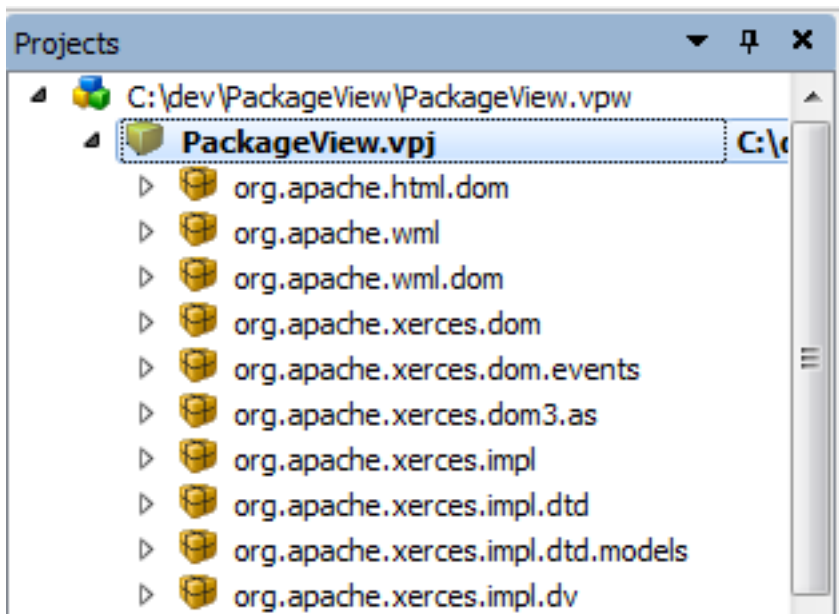 Projects
C:\dev\PackageView\PackageView.vpw
PackageView.vpj C:\
org.apache.html.dom
org.apache.wml
org.apache.wml.dom
org.apache.xerces.dom
org.apache.xerces.dom.events
org.apache.xerces.dom3.as
org.apache.xerces.impl
org.apache.xerces.impl.dtd
org.apache.xerces.impl.dtd.models
org.apache.xerces.impl.dv